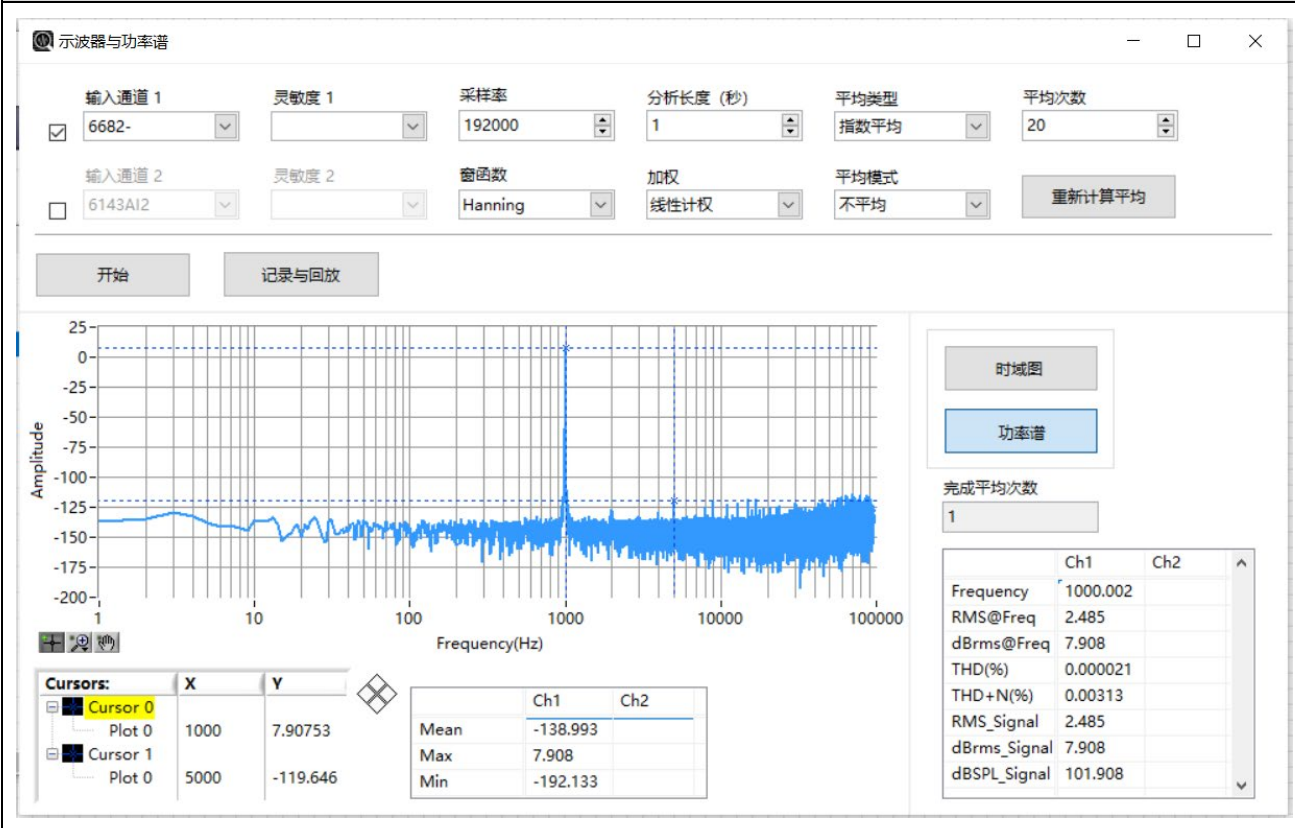 示波器与功率谱
输入通道 1 灵敏度 1 采样率 分析长度（秒） 平均类型 平均次数
6682- 192000 1 指数平均 20
输入通道 2 灵敏度 2 窗函数 加权 平均模式
6143AI2 Hanning 线性计权 不平均 重新计算平均
开始 记录与回放
25
0
-25
-50
-75
-100
-125
-150
-175
-200
Amplitude
1 10 100 1000 10000 100000
Frequency(Hz)
时域图
功率谱
完成平均次数
1
Ch1 Ch2
Frequency 1000.002
RMS@Freq 2.485
dBrms@Freq 7.908
THD(%) 0.000021
THD+N(%) 0.00313
RMS_Signal 2.485
dBrms_Signal 7.908
dBSPL_Signal 101.908
Cursors: X Y
Cursor 0
Plot 0 1000 7.90753
Cursor 1
Plot 0 5000 -119.646
Ch1 Ch2
Mean -138.993
Max 7.908
Min -192.133